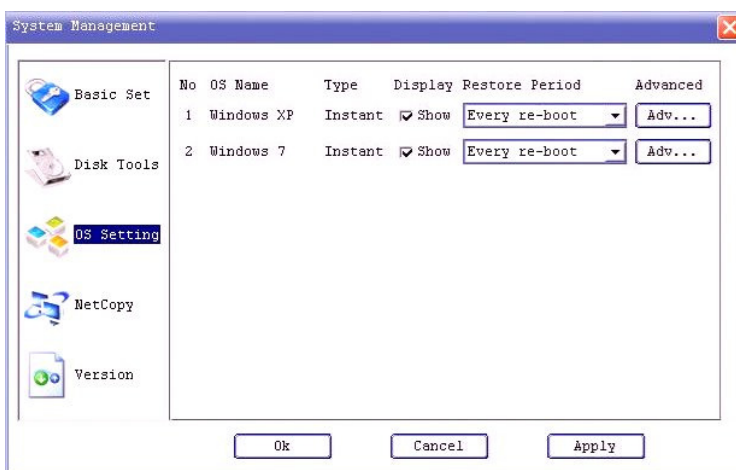 System Management
Basic Set
Disk Tools
OS Setting
NetCopy
Version
No OS Name Type Display Restore Period Advanced
1 Windows XP Instant Show Every re-boot Adv...
2 Windows 7 Instant Show Every re-boot Adv...
Ok Cancel Apply